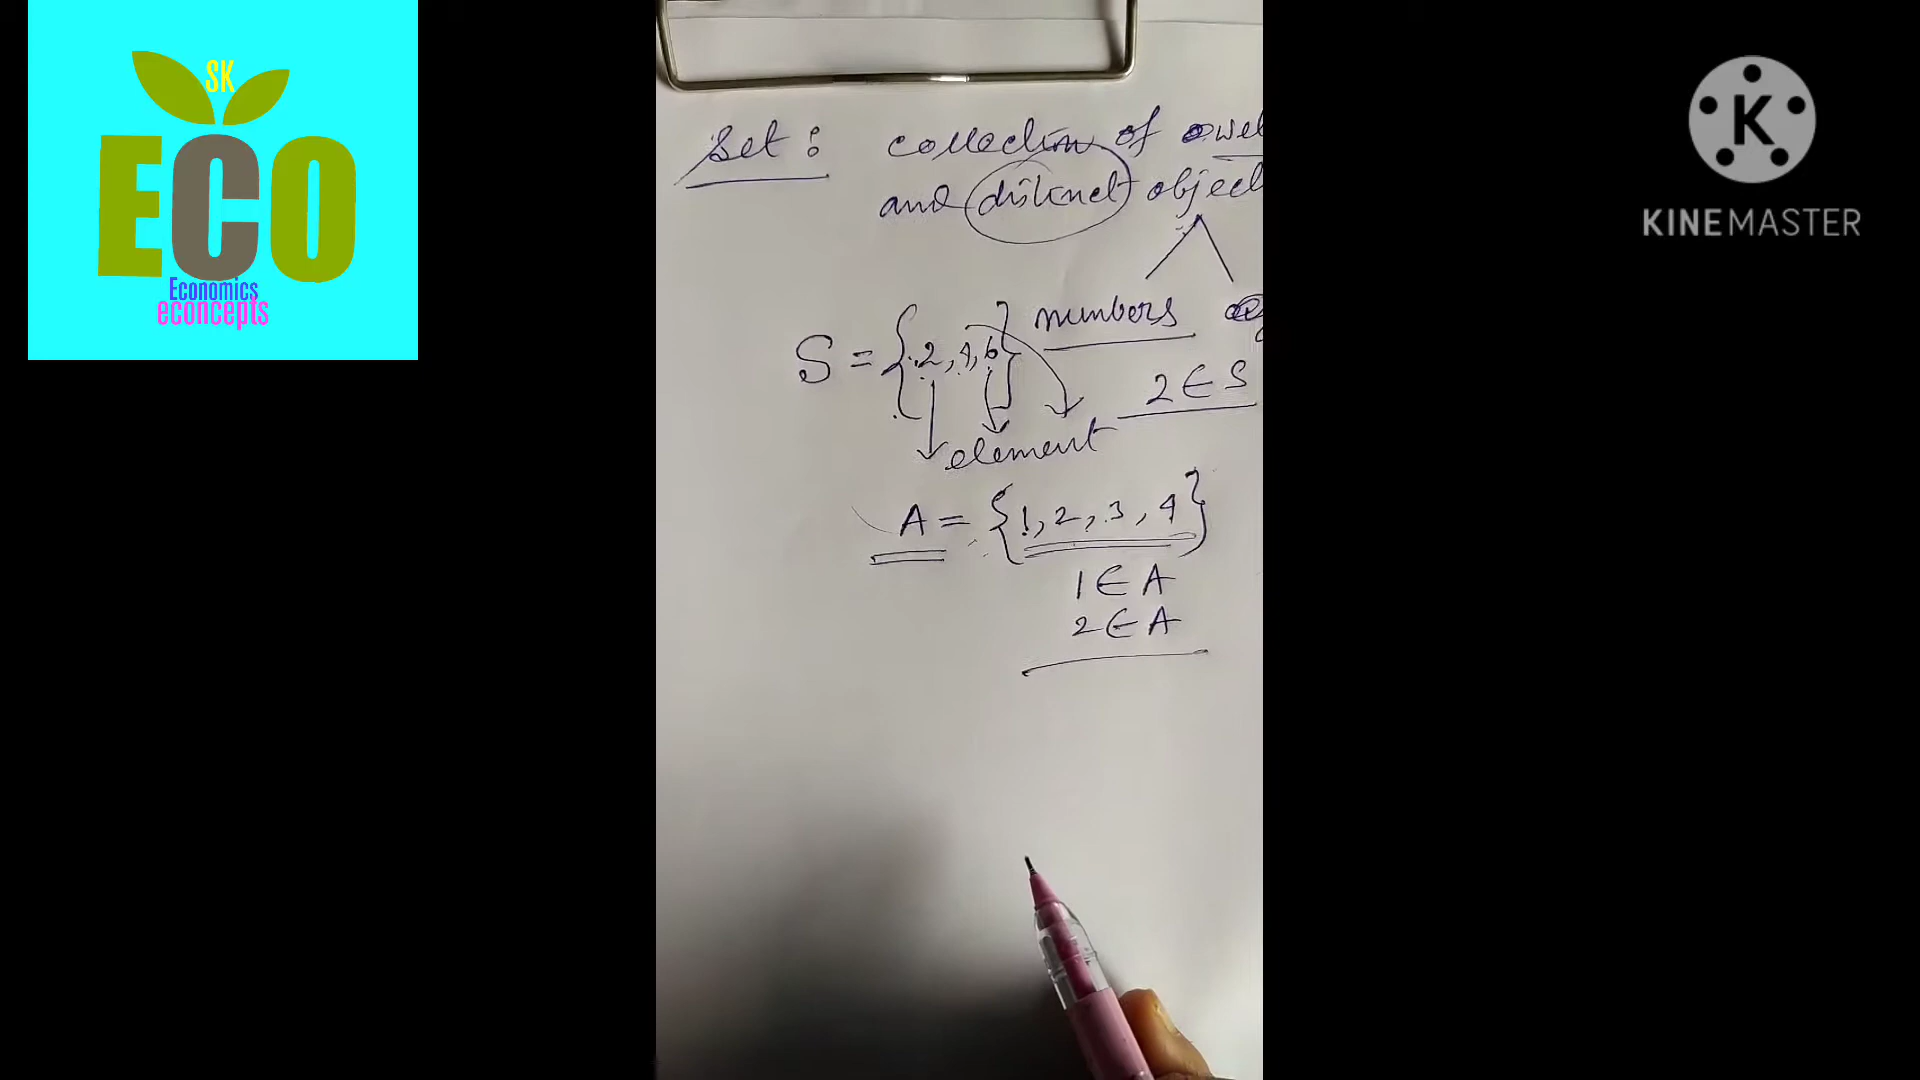 SK
ECO
Economics
econcepts
KINEMASTER
Set : collection of wel
and distinct object
numbers
S = {2, 4, 6}
2 ∈ S
element
A = {1, 2, 3, 4}
1 ∈ A
2 ∈ A